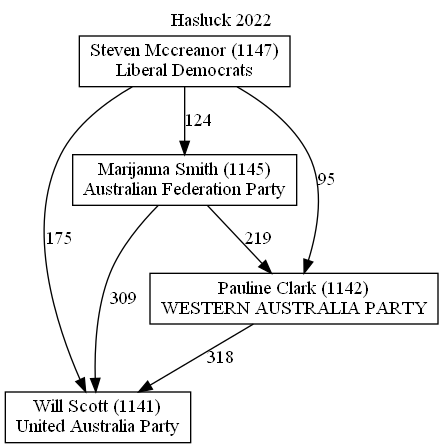 Hasluck 2022
Steven Mccreanor (1147)
Liberal Democrats
124
Marijanna Smith (1145)
Australian Federation Party
95
175
219
309
Pauline Clark (1142)
WESTERN AUSTRALIA PARTY
318
Will Scott (1141)
United Australia Party